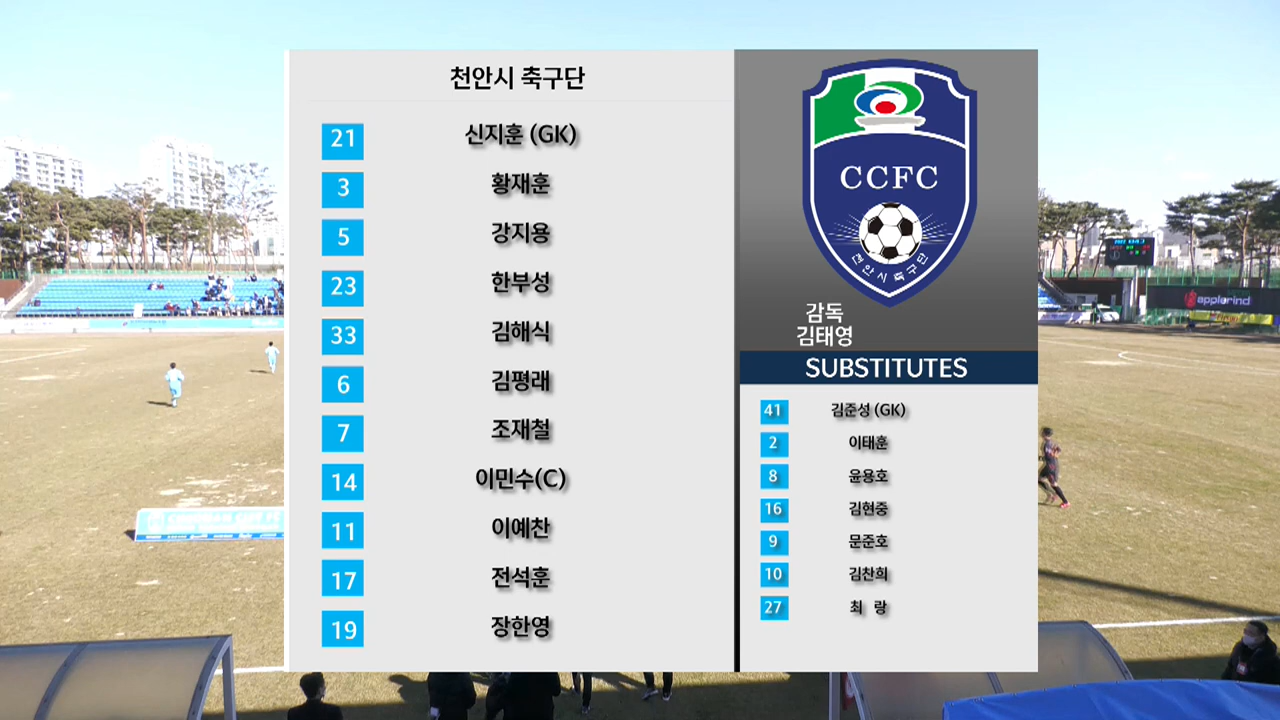 천안시 축구단
21 신지훈 (GK)
3 황재훈
5 강지용
23 한부성
33 김해식
6 김평래
7 조재철
14 이민수(C)
11 이예찬
17 전석훈
19 장한영
CCFC
천안시축구단
감독
김태영
SUBSTITUTES
41 김준성 (GK)
2 이태훈
8 윤용호
16 김현중
9 문준호
10 김찬희
27 최 랑
applerind